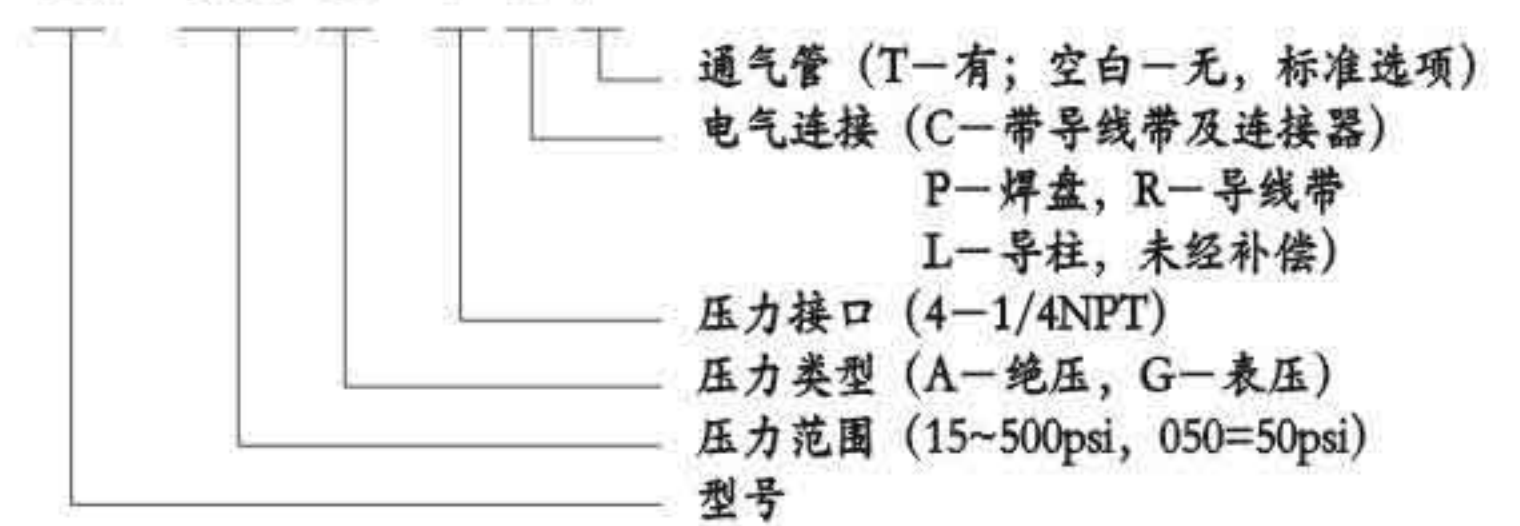 通气管（T－有；空白－无，标准选项）
电气连接（C－带导线带及连接器）
P－焊盘，R－导线带
L－导柱，未经补偿）
压力接口（4－1/4NPT）
压力类型（A－绝压，G－表压）
压力范围（15~500psi，050=50psi）
型号